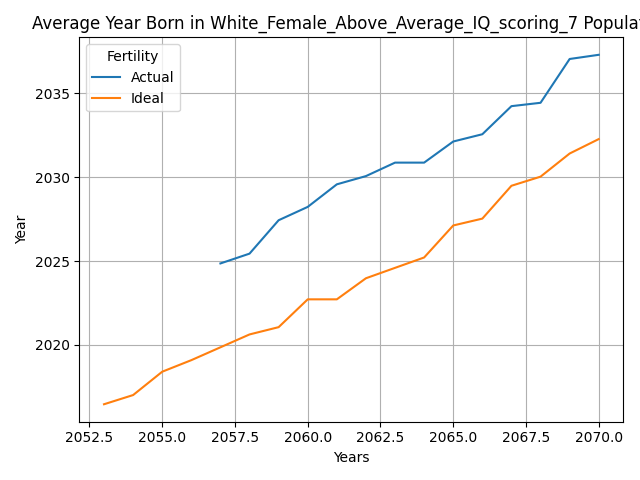 Average Year Born in White_Female_Above_Average_IQ_scoring_7 Populat
Fertility
Actual
Ideal
2035
2030
2025
2020
Year
2052.5 2055.0 2057.5 2060.0 2062.5 2065.0 2067.5 2070.0
Years